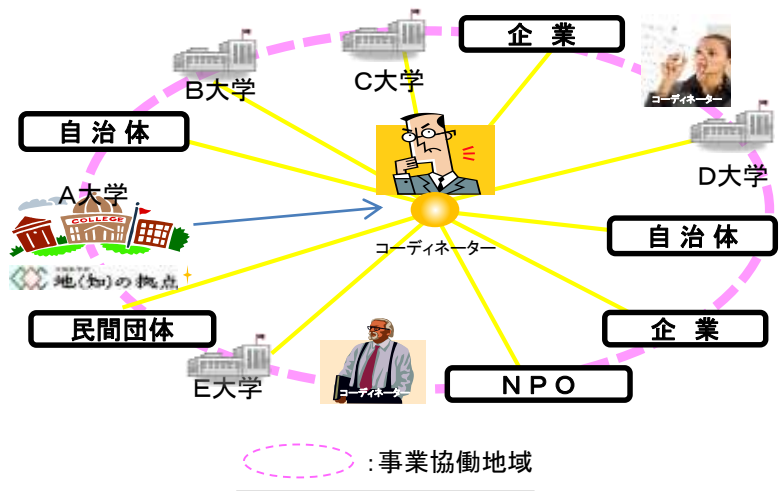 企 業
B大学
C大学
コーディネーター
自 治 体
A大学
COLLEGE
D大学
コーディネーター
自 治 体
地(知)の拠点
民間団体
企 業
E大学
コーディネーター
NPO
:事業協働地域